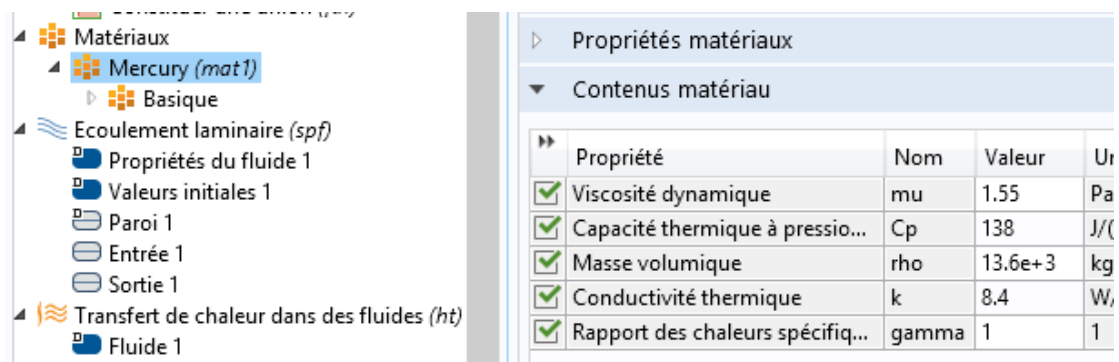 Matériaux
Mercury (mat1)
Basique
Ecoulement laminaire (spf)
Propriétés du fluide 1
Valeurs initiales 1
Paroi 1
Entrée 1
Sortie 1
Transfert de chaleur dans des fluides (ht)
Fluide 1
Propriétés matériaux
Contenus matériau
Propriété Nom Valeur
Viscosité dynamique mu 1.55 Pa
Capacité thermique à pressio... Cp 138 J/(
Masse volumique rho 13.6e+3 kg
Conductivité thermique k 8.4 W/
Rapport des chaleurs spécifiq... gamma 1 1